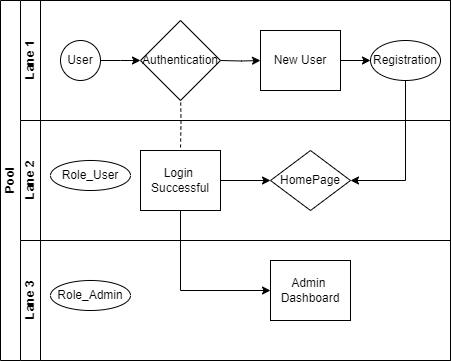 Pool
Lane 1
User
Authentication
New User
Registration
Lane 2
Role_User
Login
Successful
HomePage
Lane 3
Role_Admin
Admin
Dashboard